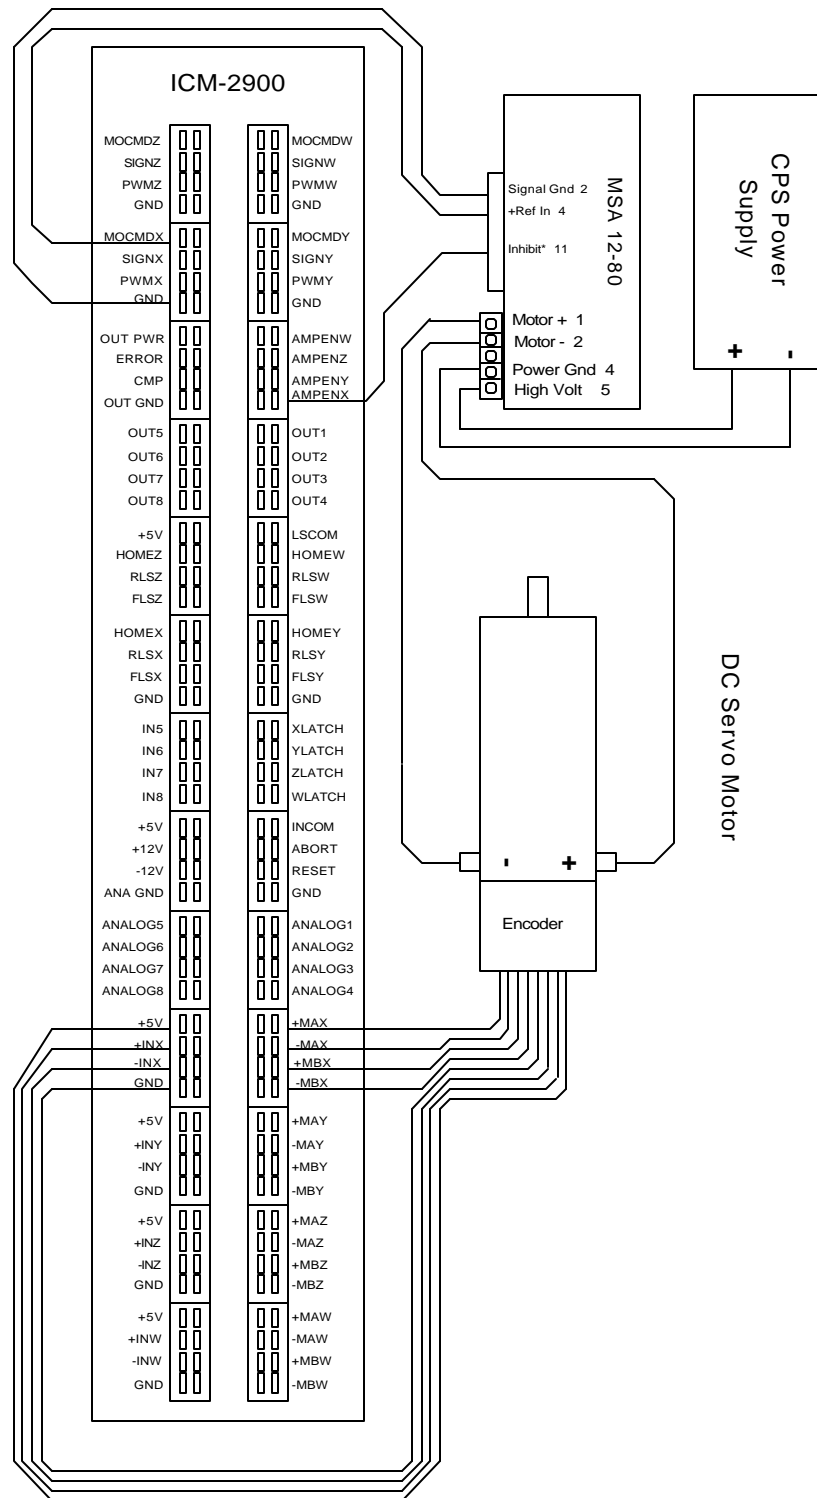 ICM-2900
MOCMDZ
SIGNZ
PWMZ
GND
MOCMDX
SIGNX
PWMX
GND
OUT PWR
ERROR
CMP
OUT GND
OUT5
OUT6
OUT7
OUT8
+5V
HOMEZ
RLSZ
FLSZ
HOMEX
RLSX
FLSX
GND
IN5
IN6
IN7
IN8
+5V
+12V
-12V
ANA GND
ANALOG5
ANALOG6
ANALOG7
ANALOG8
+5V
+INX
-INX
GND
+5V
+INY
-INY
GND
+5V
+INZ
-INZ
GND
+5V
+INW
-INW
GND
MOCMDW
SIGNW
PWMW
GND
MOCMDY
SIGNY
PWMY
GND
AMPENW
AMPENZ
AMPENY
AMPENX
OUT1
OUT2
OUT3
OUT4
LSCOM
HOMEW
RLSW
FLSW
HOMEY
RLSY
FLSY
GND
XLATCH
YLATCH
ZLATCH
WLATCH
INCOM
ABORT
RESET
GND
ANALOG1
ANALOG2
ANALOG3
ANALOG4
+MAX
-MAX
+MBX
-MBX
+MAY
-MAY
+MBY
-MBY
+MAZ
-MAZ
+MBZ
-MBZ
+MAW
-MAW
+MBW
-MBW
MSA 12-80
Signal Gnd 2
+Ref In 4
Inhibit* 11
Motor + 1
Motor - 2
Power Gnd 4
High Volt 5
CPS Power
Supply
+ -
DC Servo Motor
- +
Encoder